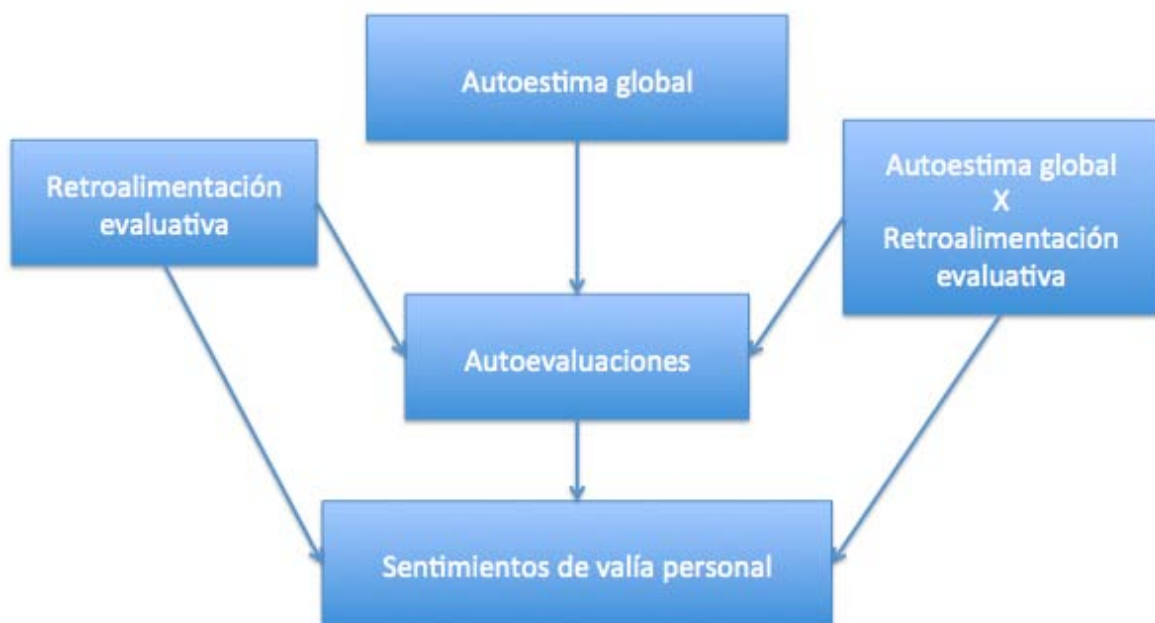 Autoestima global
Retroalimentación
evaluativa
Autoestima global
X
Retroalimentación
evaluativa
Autoevaluaciones
Sentimientos de valía personal